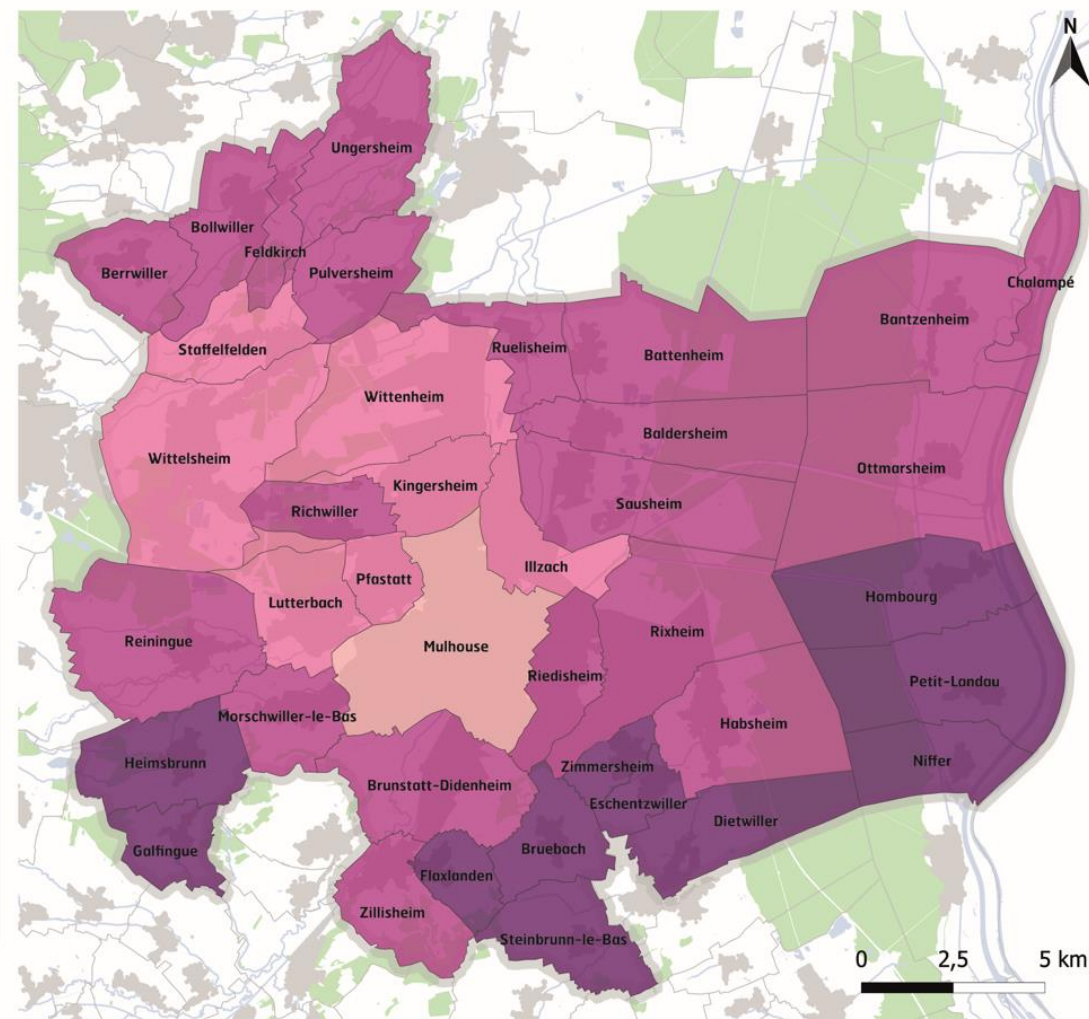 N
Ungersheim
Bollwiller
Feldkirch
Berrwiller
Pulversheim
Chalampé
Bantzenheim
Staffelfelden
Ruelisheim
Battenheim
Wittenheim
Baldersheim
Wittelsheim
Ottmarsheim
Kingersheim
Sausheim
Richwiller
Illzach
Pfastatt
Hombourg
Lutterbach
Rixheim
Reiningue
Mulhouse
Riedisheim
Petit-Landau
Morschwiller-le-Bas
Habsheim
Heimsbrunn
Zimmersheim
Niffer
Brunstatt-Didenheim
Eschentzwiller
Dietwiller
Galfingue
Bruebach
Flaxlanden
Zillisheim
Steinbrunn-le-Bas
0 2,5 5 km